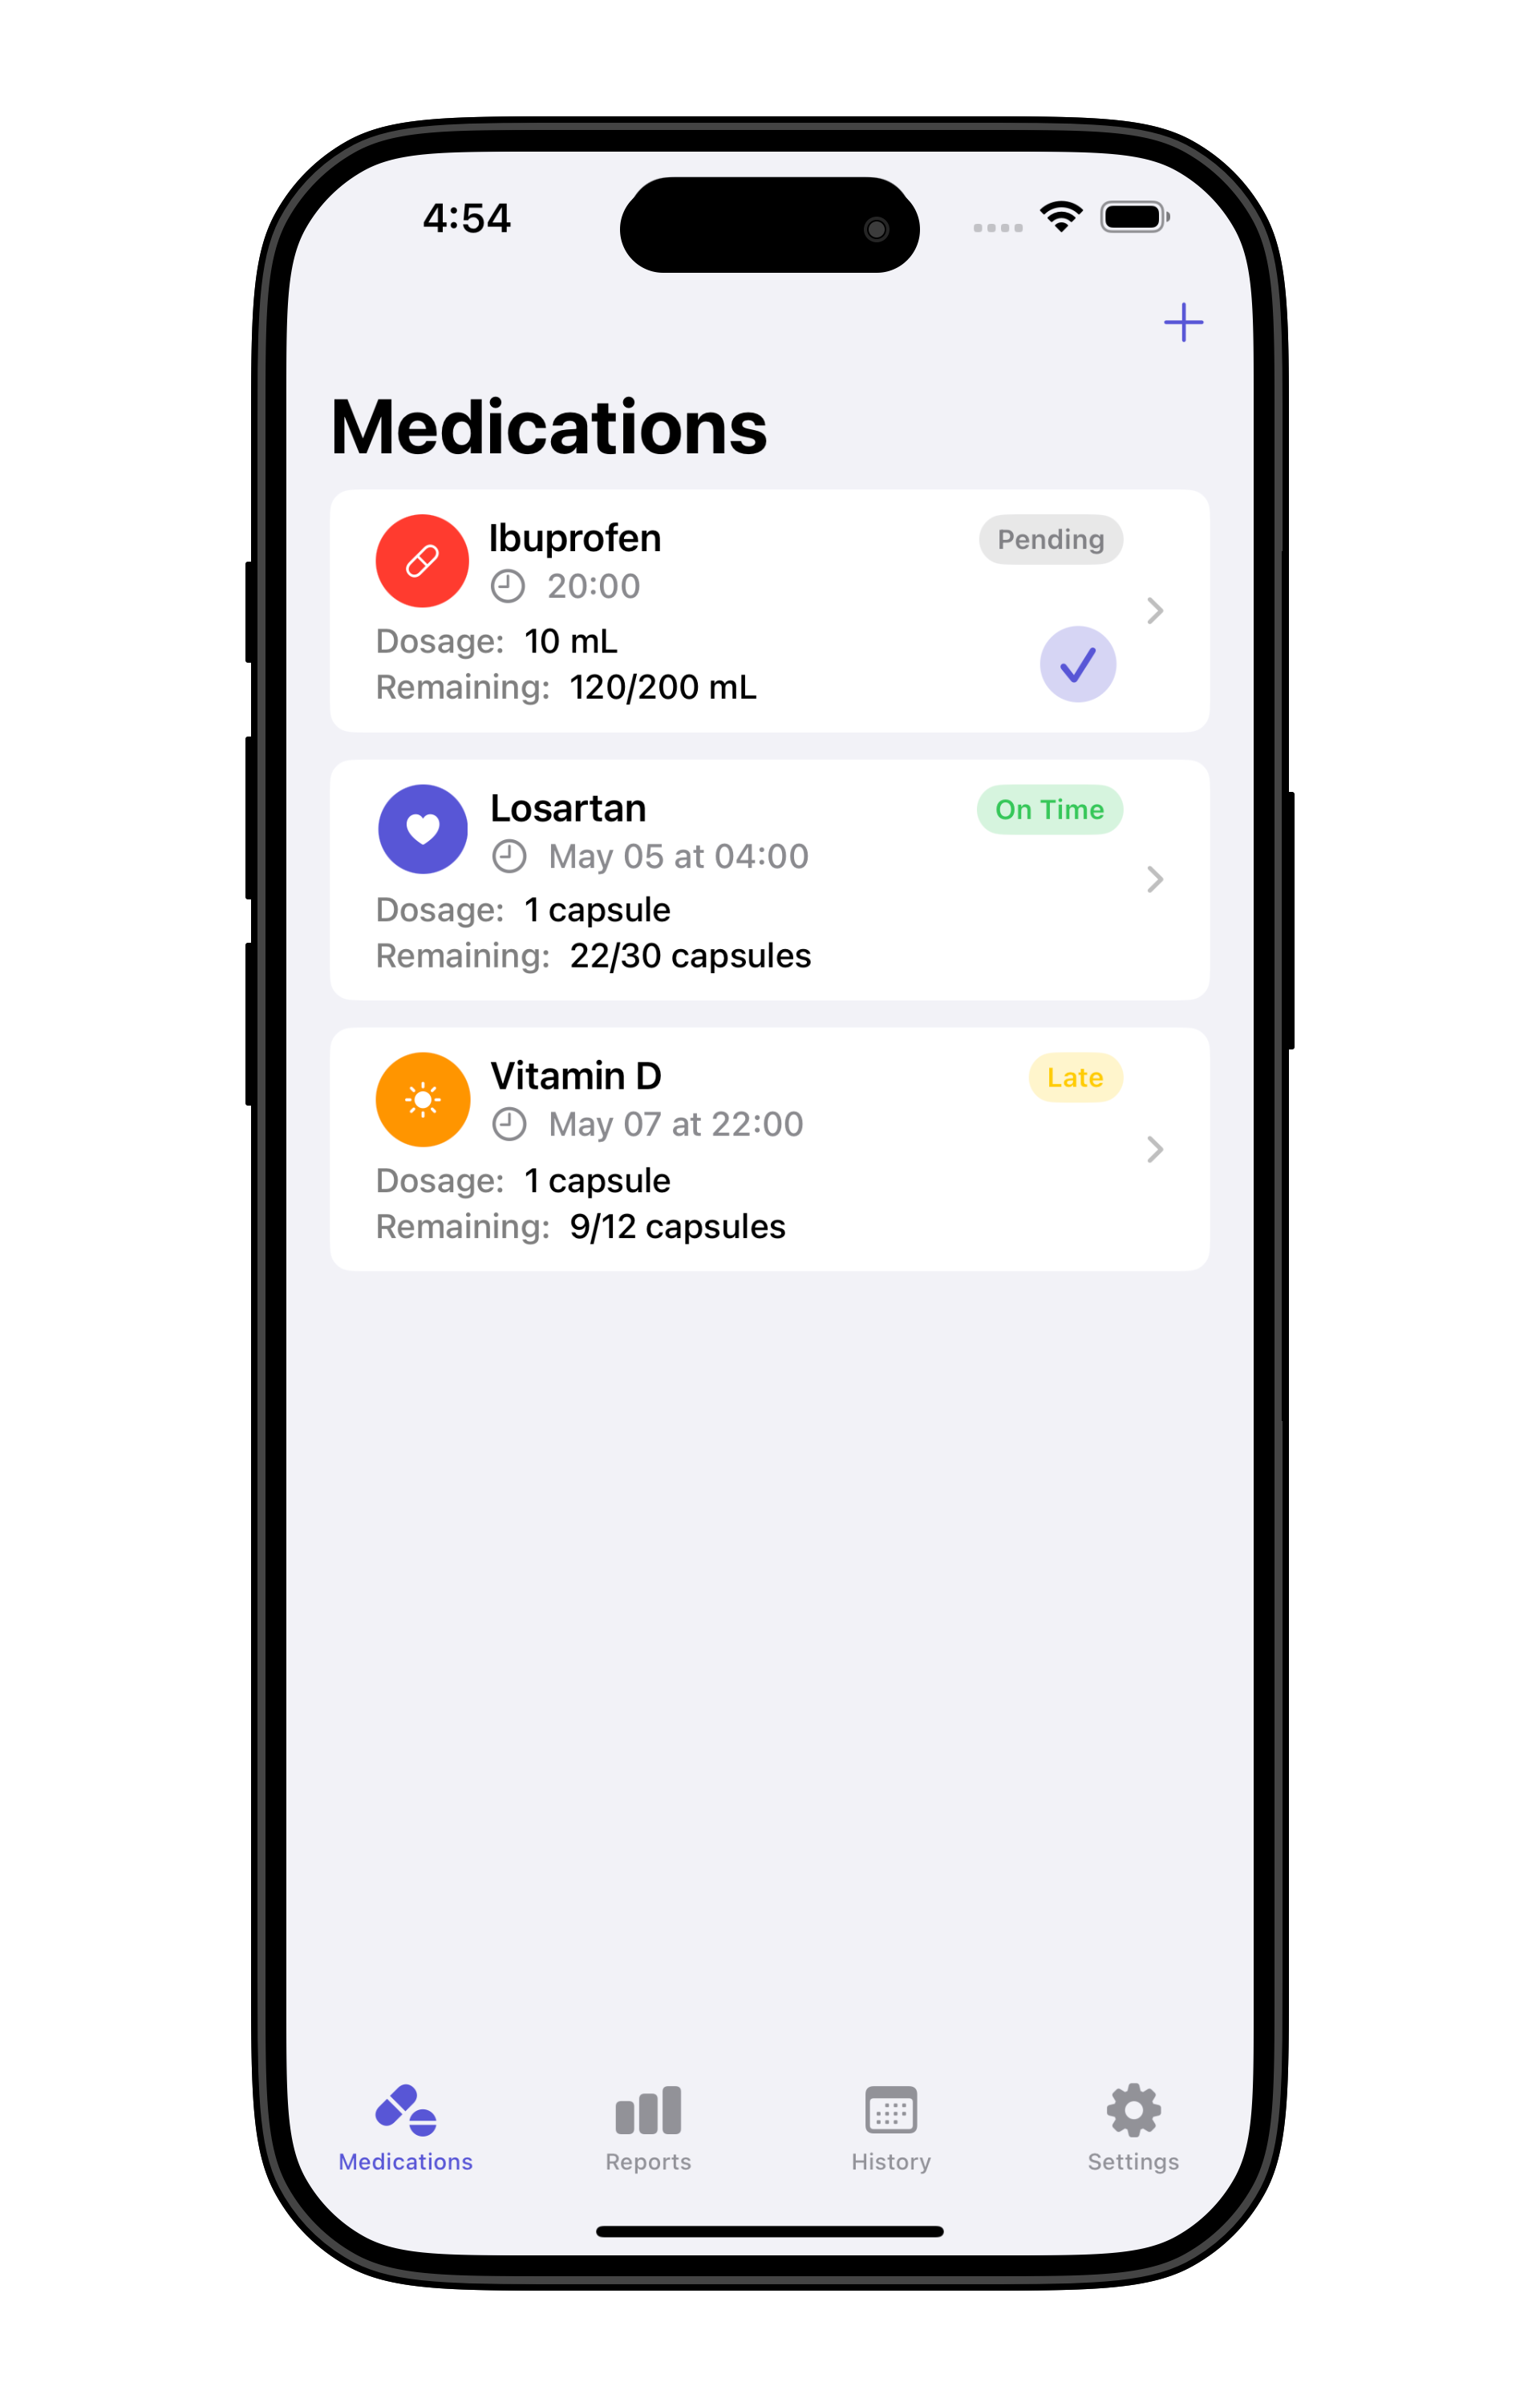 4:54
Medications
Ibuprofen
Pending
20:00
Dosage: 10 mL
Remaining: 120/200 mL
Losartan
On Time
May 05 at 04:00
Dosage: 1 capsule
Remaining: 22/30 capsules
Vitamin D
Late
May 07 at 22:00
Dosage: 1 capsule
Remaining: 9/12 capsules
Medications Reports History Settings